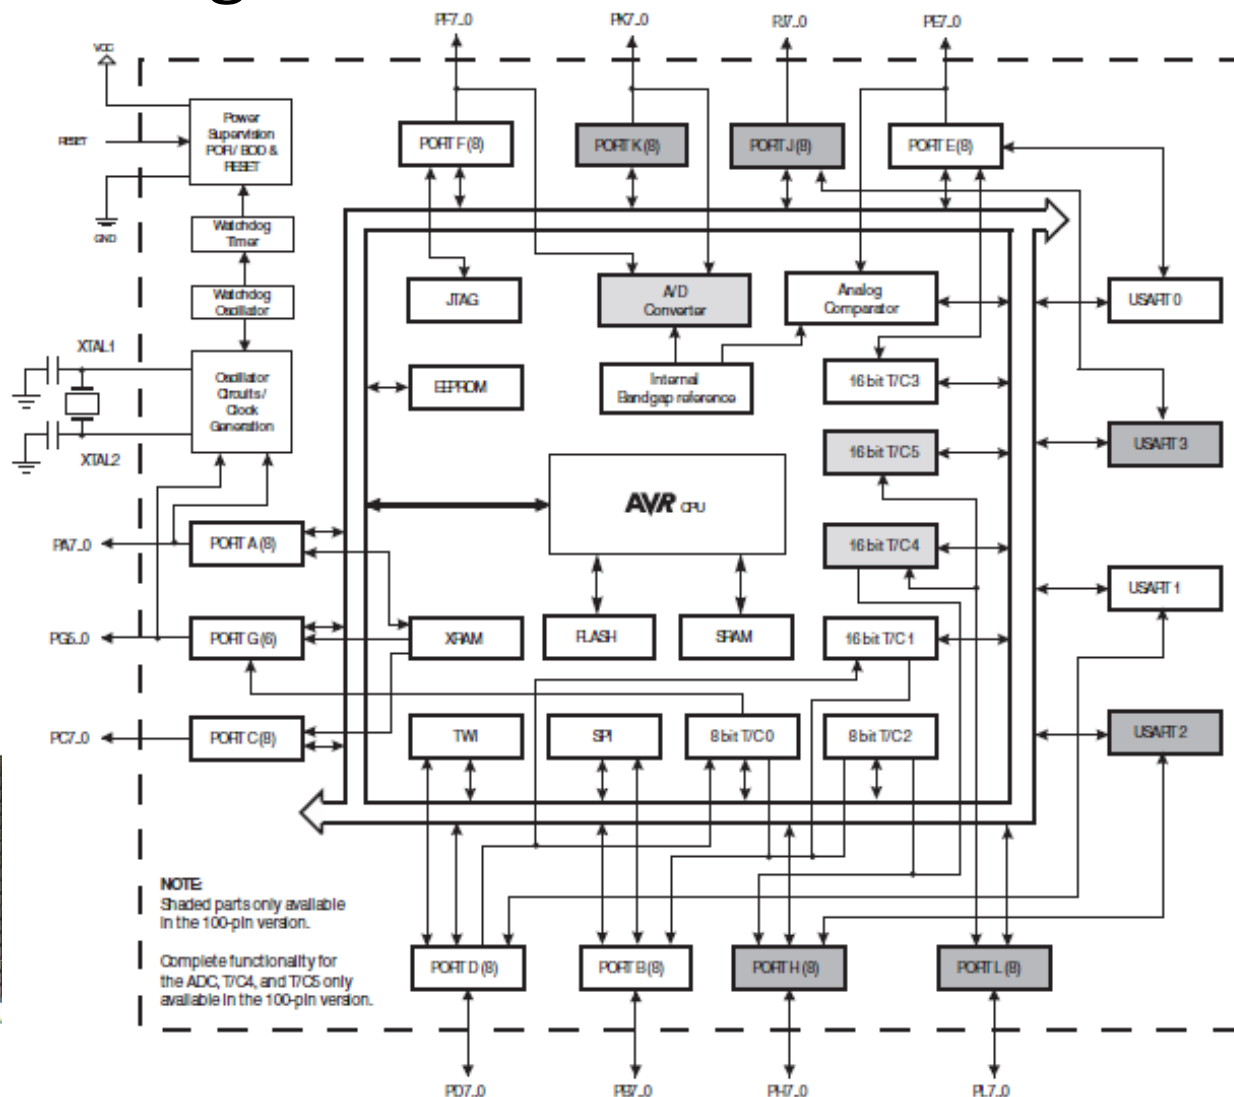 PF7..0
PK7..0
PJ7..0
PE7..0
VCC
RESET
GND
Power
Supervision
POR / BOD &
RESET
PORT F (8)
PORT K (8)
PORT J (8)
PORT E (8)
Watchdog
Timer
Watchdog
Oscillator
JTAG
A/D
Converter
Analog
Comparator
USART 0
XTAL1
XTAL2
Oscillator
Circuits /
Clock
Generation
EEPROM
Internal
Bandgap reference
16 bit T/C3
16 bit T/C5
USART 3
AVR CPU
16 bit T/C4
PA7..0
PORT A (8)
USART 1
PG5..0
PORT G (6)
XRAM
FLASH
SRAM
16 bit T/C1
PC7..0
PORT C (8)
TWI
SPI
8 bit T/C0
8 bit T/C2
USART 2
NOTE:
Shaded parts only available
in the 100-pin version.
Complete functionality for
the ADC, T/C4, and T/C5 only
available in the 100-pin version.
PORT D (8)
PORT B (8)
PORT H (8)
PORT L (8)
PD7..0
PB7..0
PH7..0
PL7..0